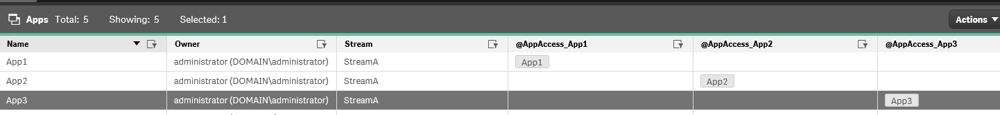 Apps Total: 5 Showing: 5 Selected: 1 Actions
Name Owner Stream @AppAccess_App1 @AppAccess_App2 @AppAccess_App3
App1 administrator (DOMAIN\administrator) StreamA App1
App2 administrator (DOMAIN\administrator) StreamA App2
App3 administrator (DOMAIN\administrator) StreamA App3